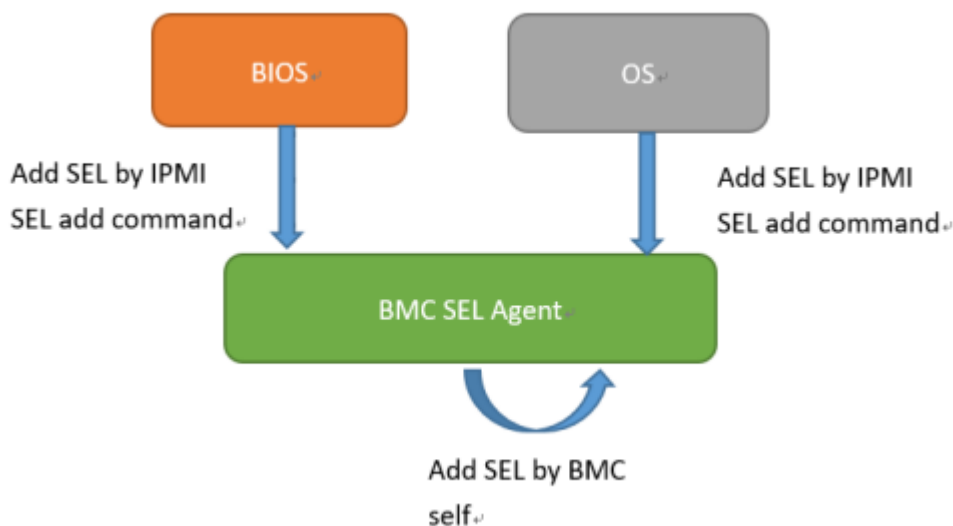 BIOS
OS
Add SEL by IPMI
SEL add command
Add SEL by IPMI
SEL add command
BMC SEL Agent
Add SEL by BMC
self